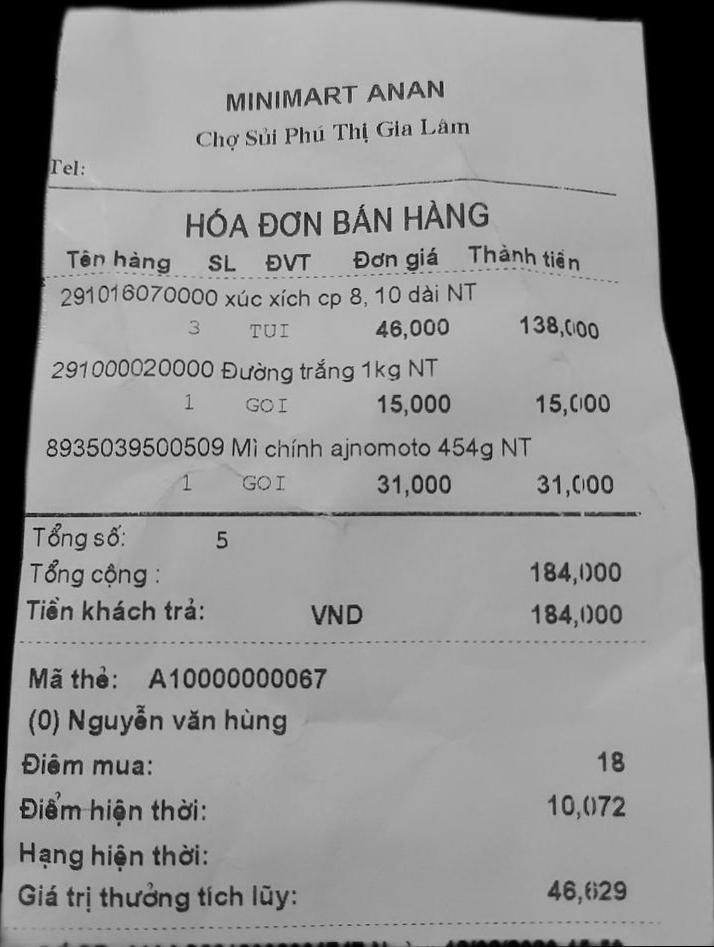 MINIMART ANAN
Chợ Sủi Phú Thị Gia Lâm
Tel:
HÓA ĐƠN BÁN HÀNG
Tên hàng SL ĐVT Đơn giá Thành tiền
291016070000 xúc xích cp 8, 10 dài NT
3 TUI 46,000 138,000
291000020000 Đường trắng 1kg NT
1 GOI 15,000 15,000
8935039500509 Mì chính ajnomoto 454g NT
1 GOI 31,000 31,000
Tổng số: 5
Tổng cộng : 184,000
Tiền khách trả: VND 184,000
Mã thẻ: A10000000067
(0) Nguyễn văn hùng
Điêm mua: 18
Điểm hiện thời: 10,072
Hạng hiện thời:
Giá trị thưởng tích lũy: 46,629